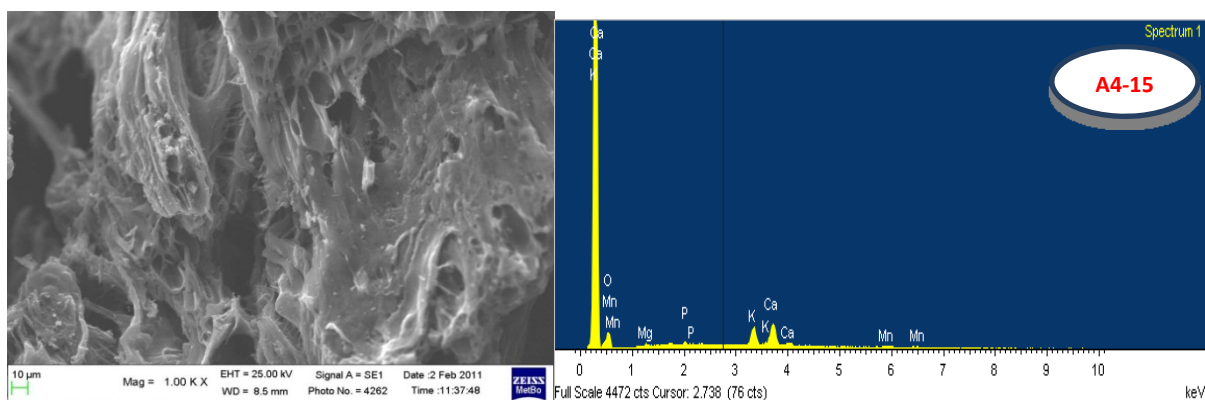 Spectrum 1
A4-15
Ca
Ca
K
O
Mn
Mn
Mg
P
P
K
K
Ca
Ca
Mn
Mn
0 1 2 3 4 5 6 7 8 9 10
Full Scale 4472 cts Cursor: 2.738 (76 cts)
keV
10 µm
Mag = 1.00 K X
EHT = 25.00 kV
WD = 8.5 mm
Signal A = SE1
Photo No. = 4262
Date :2 Feb 2011
Time :11:37:48
ZEISS
MetBo